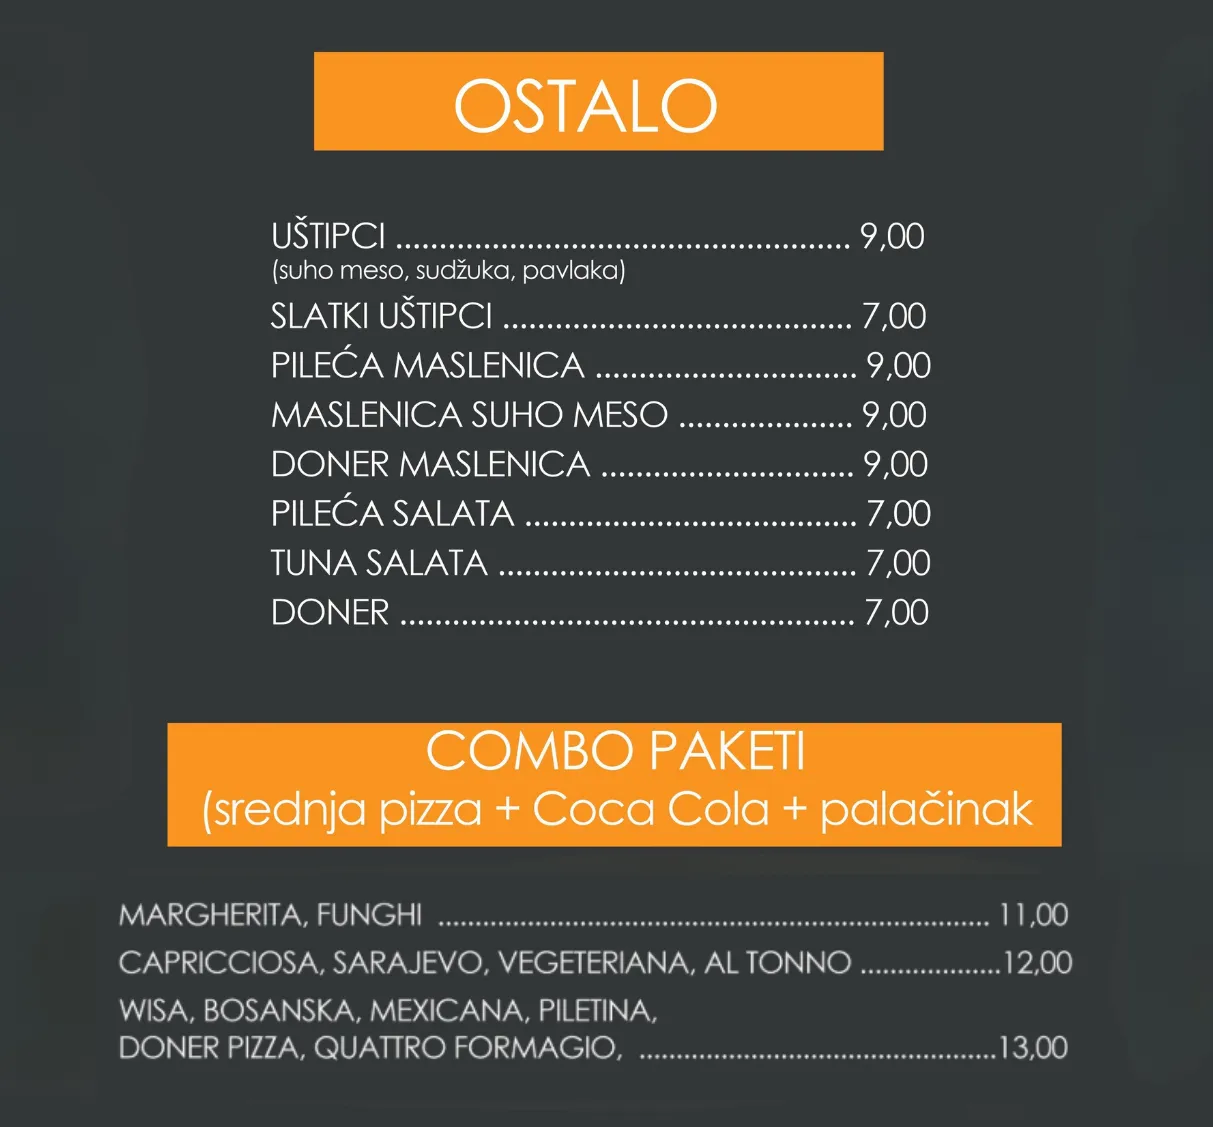 OSTALO
UŠTIPCI .................................................... 9,00
(suho meso, sudžuka, pavlaka)
SLATKI UŠTIPCI ........................................ 7,00
PILEĆA MASLENICA .............................. 9,00
MASLENICA SUHO MESO .................... 9,00
DONER MASLENICA ............................. 9,00
PILEĆA SALATA ...................................... 7,00
TUNA SALATA ......................................... 7,00
DONER .................................................... 7,00
COMBO PAKETI
(srednja pizza + Coca Cola + palačinak
MARGHERITA, FUNGHI ........................................................................... 11,00
CAPRICCIOSA, SARAJEVO, VEGETERIANA, AL TONNO ...................12,00
WISA, BOSANSKA, MEXICANA, PILETINA,
DONER PIZZA, QUATTRO FORMAGIO, ................................................13,00